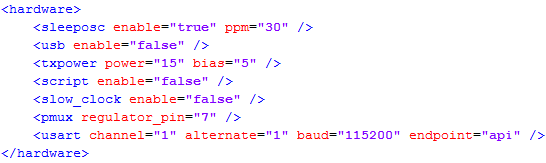 <hardware>
    <sleeposc enable="true" ppm="30" />
    <usb enable="false" />
    <txpower power="15" bias="5" />
    <script enable="false" />
    <slow_clock enable="false" />
    <pmux regulator_pin="7" />
    <usart channel="1" alternate="1" baud="115200" endpoint="api" />
</hardware>